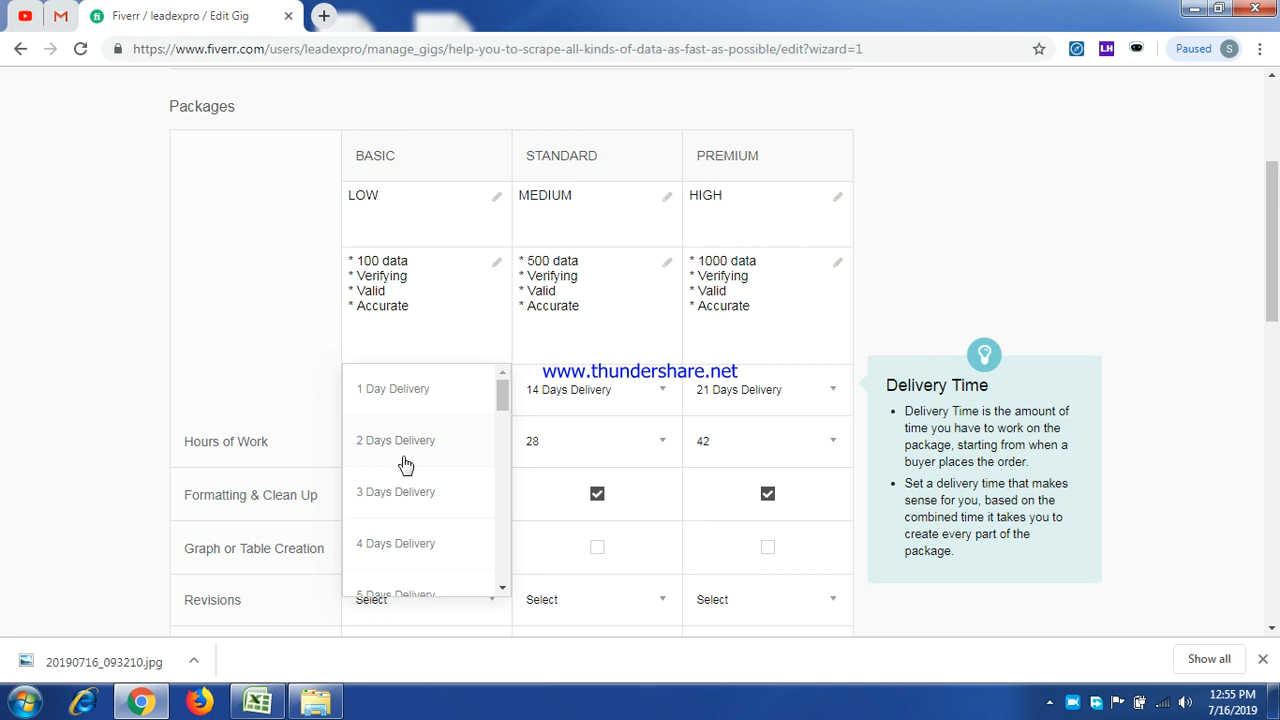 Fiverr / leadexpro / Edit Gig
https://www.fiverr.com/users/leadexpro/manage_gigs/help-you-to-scrape-all-kinds-of-data-as-fast-as-possible/edit?wizard=1
LH
Paused
S
Packages
BASIC
STANDARD
PREMIUM
LOW
MEDIUM
HIGH
* 100 data
* Verifying
* Valid
* Accurate
* 500 data
* Verifying
* Valid
* Accurate
* 1000 data
* Verifying
* Valid
* Accurate
www.thundershare.net
1 Day Delivery
2 Days Delivery
3 Days Delivery
4 Days Delivery
5 Days Delivery
14 Days Delivery
21 Days Delivery
Hours of Work
28
42
Formatting & Clean Up
Graph or Table Creation
Revisions
Select
Select
Select
Delivery Time
Delivery Time is the amount of
time you have to work on the
package, starting from when a
buyer places the order.
Set a delivery time that makes
sense for you, based on the
combined time it takes you to
create every part of the
package.
20190716_093210.jpg
Show all
12:55 PM
7/16/2019